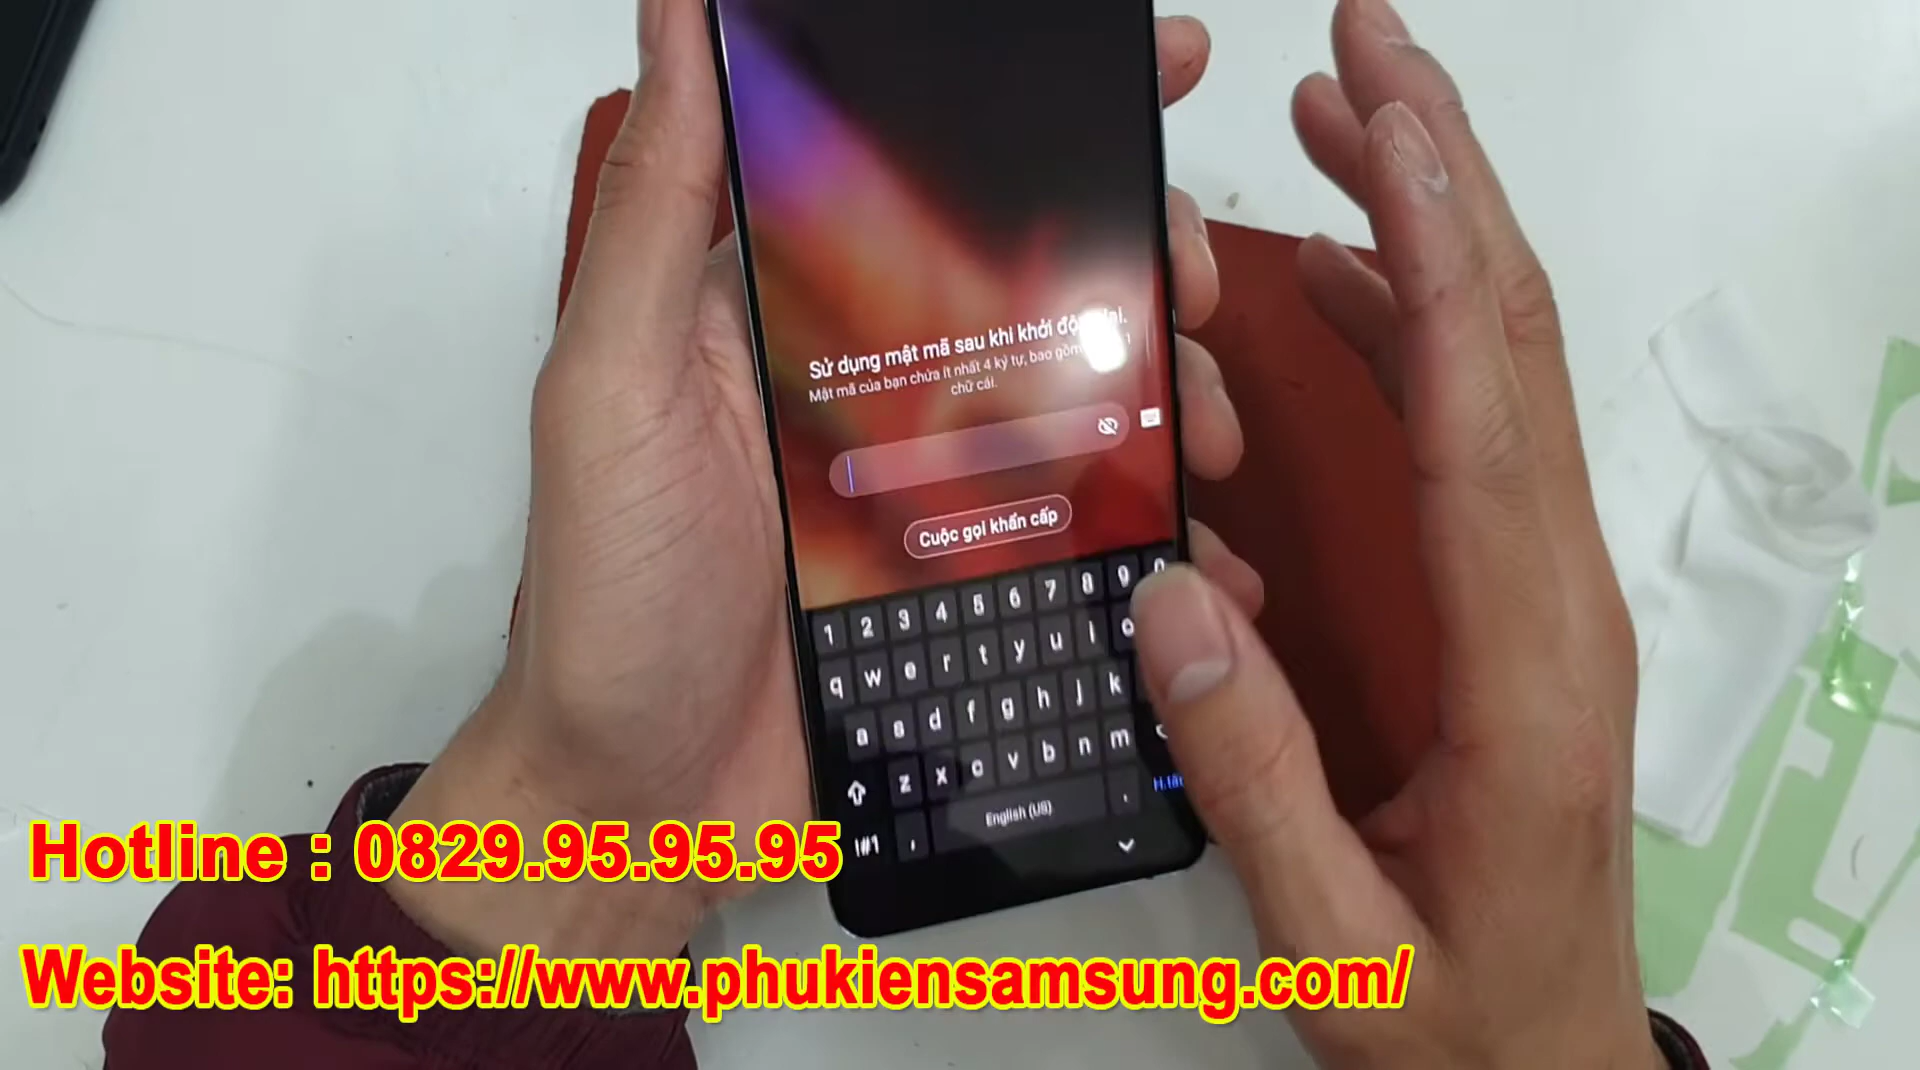 Sử dụng mật mã sau khi khởi
Mật mã của bạn chứa ít nhất 4 ký tự, bao gồm 1
chữ cái.
Cuộc gọi khẩn cấp
1 2 3 4 5 6 7 8 9 0
q w e r t y u i o
a s d f g h j k
z x c v b n m
!#1 , English (US) .
Hotline : 0829.95.95.95
Website: https://www.phukiensamsung.com/